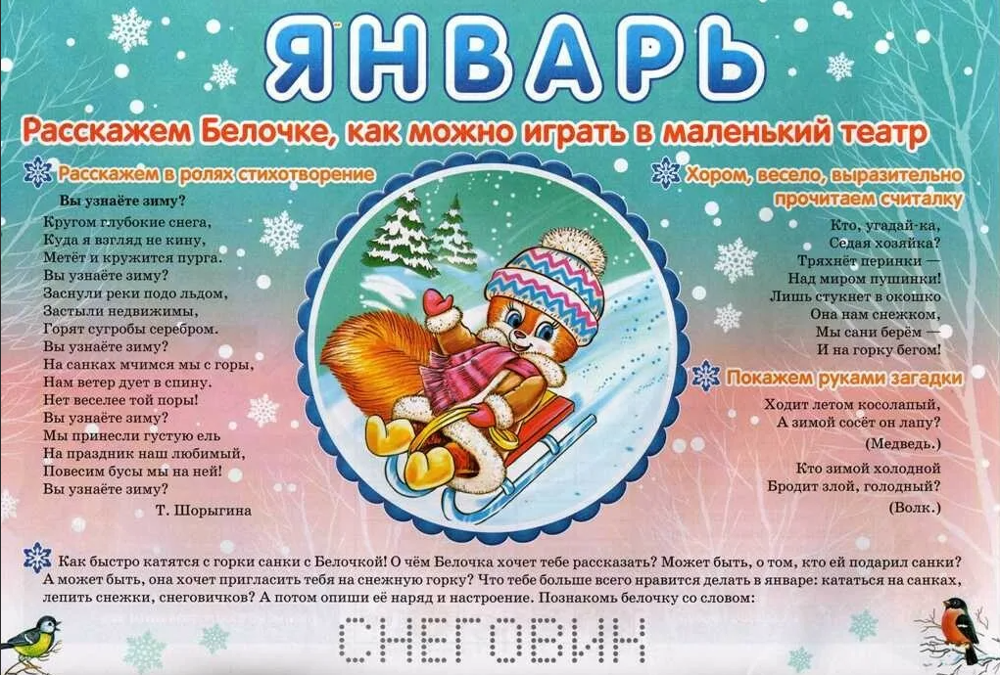 ЯНВАРЬ
Расскажем Белочке, как можно играть в маленький театр
Расскажем в ролях стихотворение
Вы узнаёте зиму?
Кругом глубокие снега,
Куда я взгляд не кину,
Метёт и кружится пурга.
Вы узнаёте зиму?
Заснули реки подо льдом,
Застыли недвижимы,
Горят сугробы серебром.
Вы узнаёте зиму?
На санках мчимся мы с горы,
Нам ветер дует в спину.
Нет веселее той поры!
Вы узнаёте зиму?
Мы принесли густую ель
На праздник наш любимый,
Повесим бусы мы на ней!
Вы узнаёте зиму?
Т. Шорыгина
Хором, весело, выразительно
прочитаем считалку
Кто, угадай-ка,
Седая хозяйка?
Тряхнёт перинки —
Над миром пушинки!
Лишь стукнет в окошко
Она нам снежком,
Мы сани берём —
И на горку бегом!
Покажем руками загадки
Ходит летом косолапый,
А зимой сосёт он лапу?
(Медведь.)
Кто зимой холодной
Бродит злой, голодный?
(Волк.)
Как быстро катятся с горки санки с Белочкой! О чём Белочка хочет тебе рассказать? Может быть, о том, кто ей подарил санки?
А может быть, она хочет пригласить тебя на снежную горку? Что тебе больше всего нравится делать в январе: кататься на санках,
лепить снежки, снеговичков? А потом опиши её наряд и настроение. Познакомь белочку со словом:
СНЕГОВИК